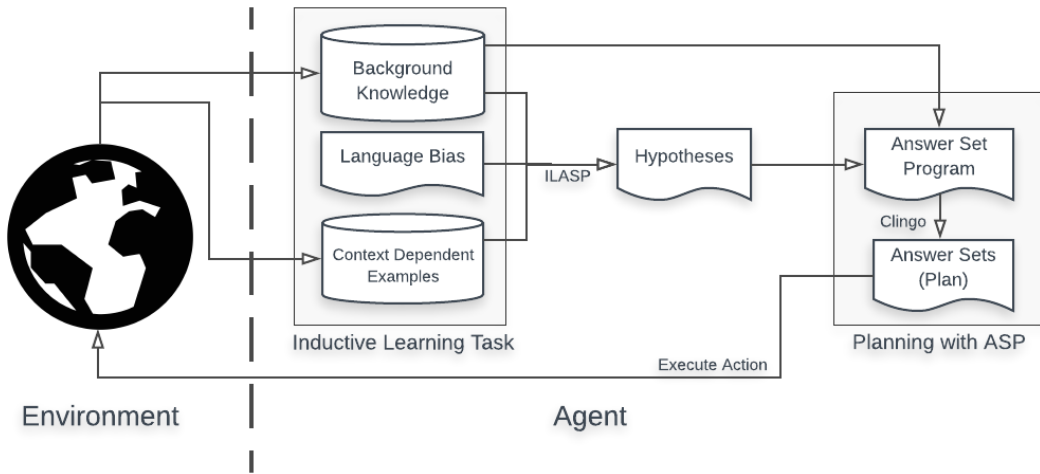 Background
Knowledge
Language Bias
ILASP
Context Dependent
Examples
Inductive Learning Task
Hypotheses
Answer Set
Program
Clingo
Answer Sets
(Plan)
Planning with ASP
Execute Action
Environment
Agent